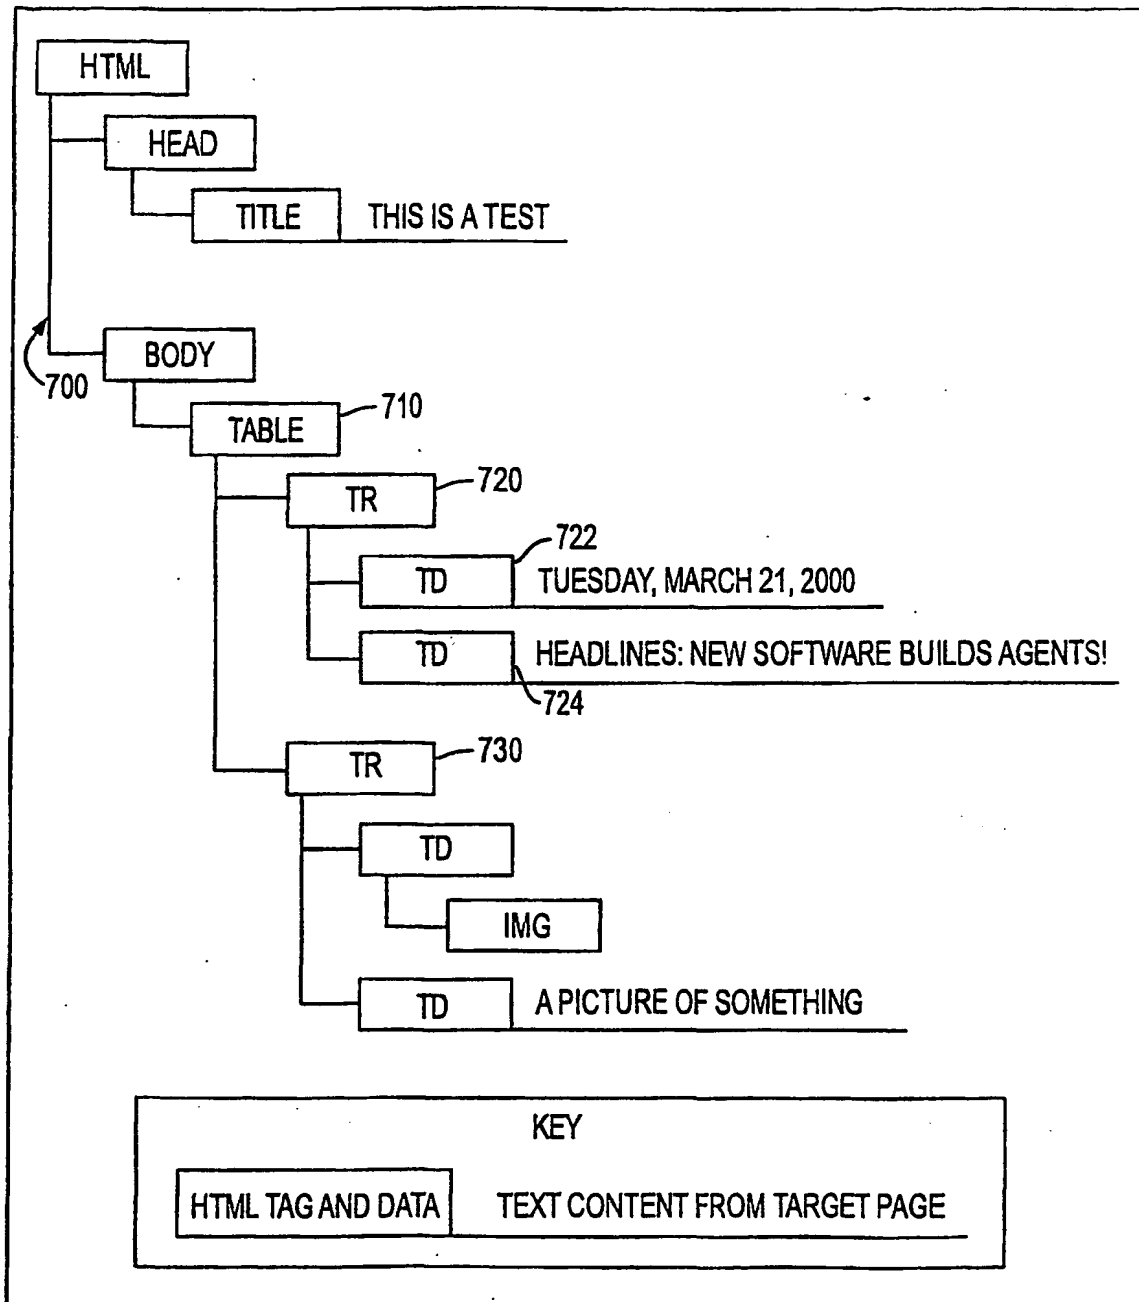 HTML
HEAD
TITLE THIS IS A TEST
BODY
700
TABLE 710
TR 720
722
TD TUESDAY, MARCH 21, 2000
TD HEADLINES: NEW SOFTWARE BUILDS AGENTS!
724
TR 730
TD
IMG
TD A PICTURE OF SOMETHING
KEY
HTML TAG AND DATA TEXT CONTENT FROM TARGET PAGE